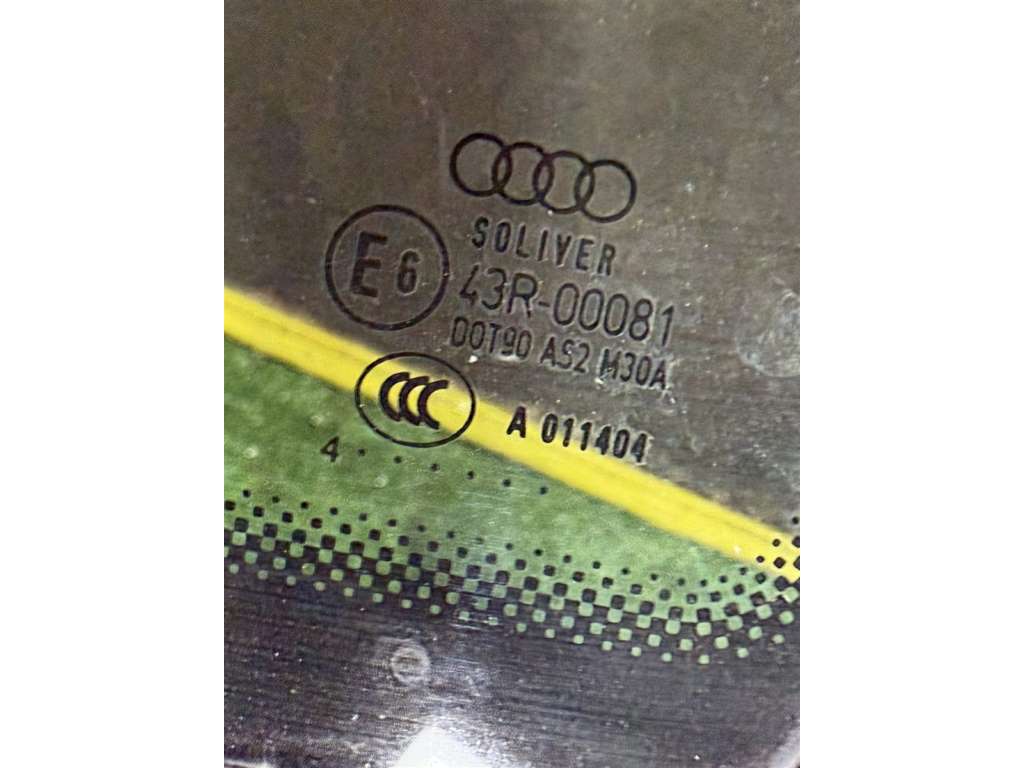 SOLIVER
E6
43R-00081
DOT90 AS2 M30A
CCC
A 011404
4 . . . . . .